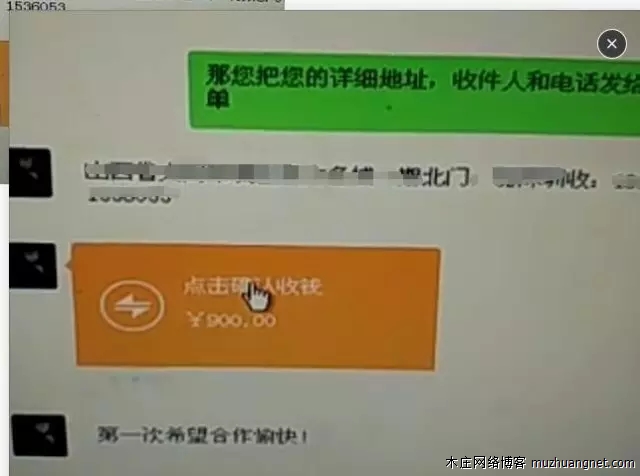 1536053
那您把您的详细地址，收件人和电话发给
单
北门，
收：
点击确认收钱
￥900.00
第一次希望合作愉快！
木庄网络博客 muzhuangnet.com